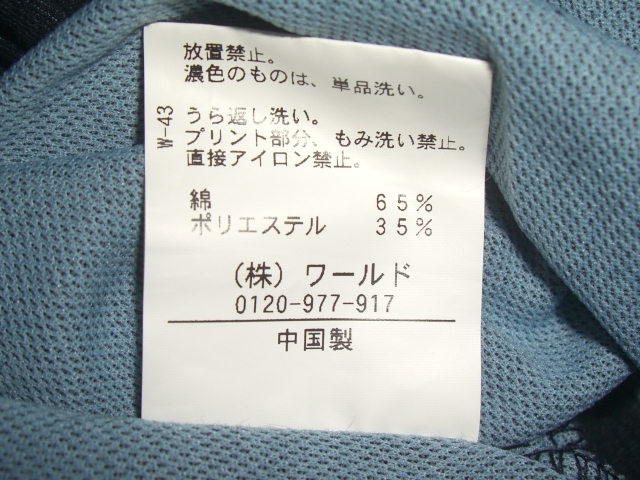 放置禁止。
濃色のものは、単品洗い。
W-43
うら返し洗い。
プリント部分、もみ洗い禁止。
直接アイロン禁止。
綿 65%
ポリエステル 35%
(株) ワールド
0120-977-917
中国製